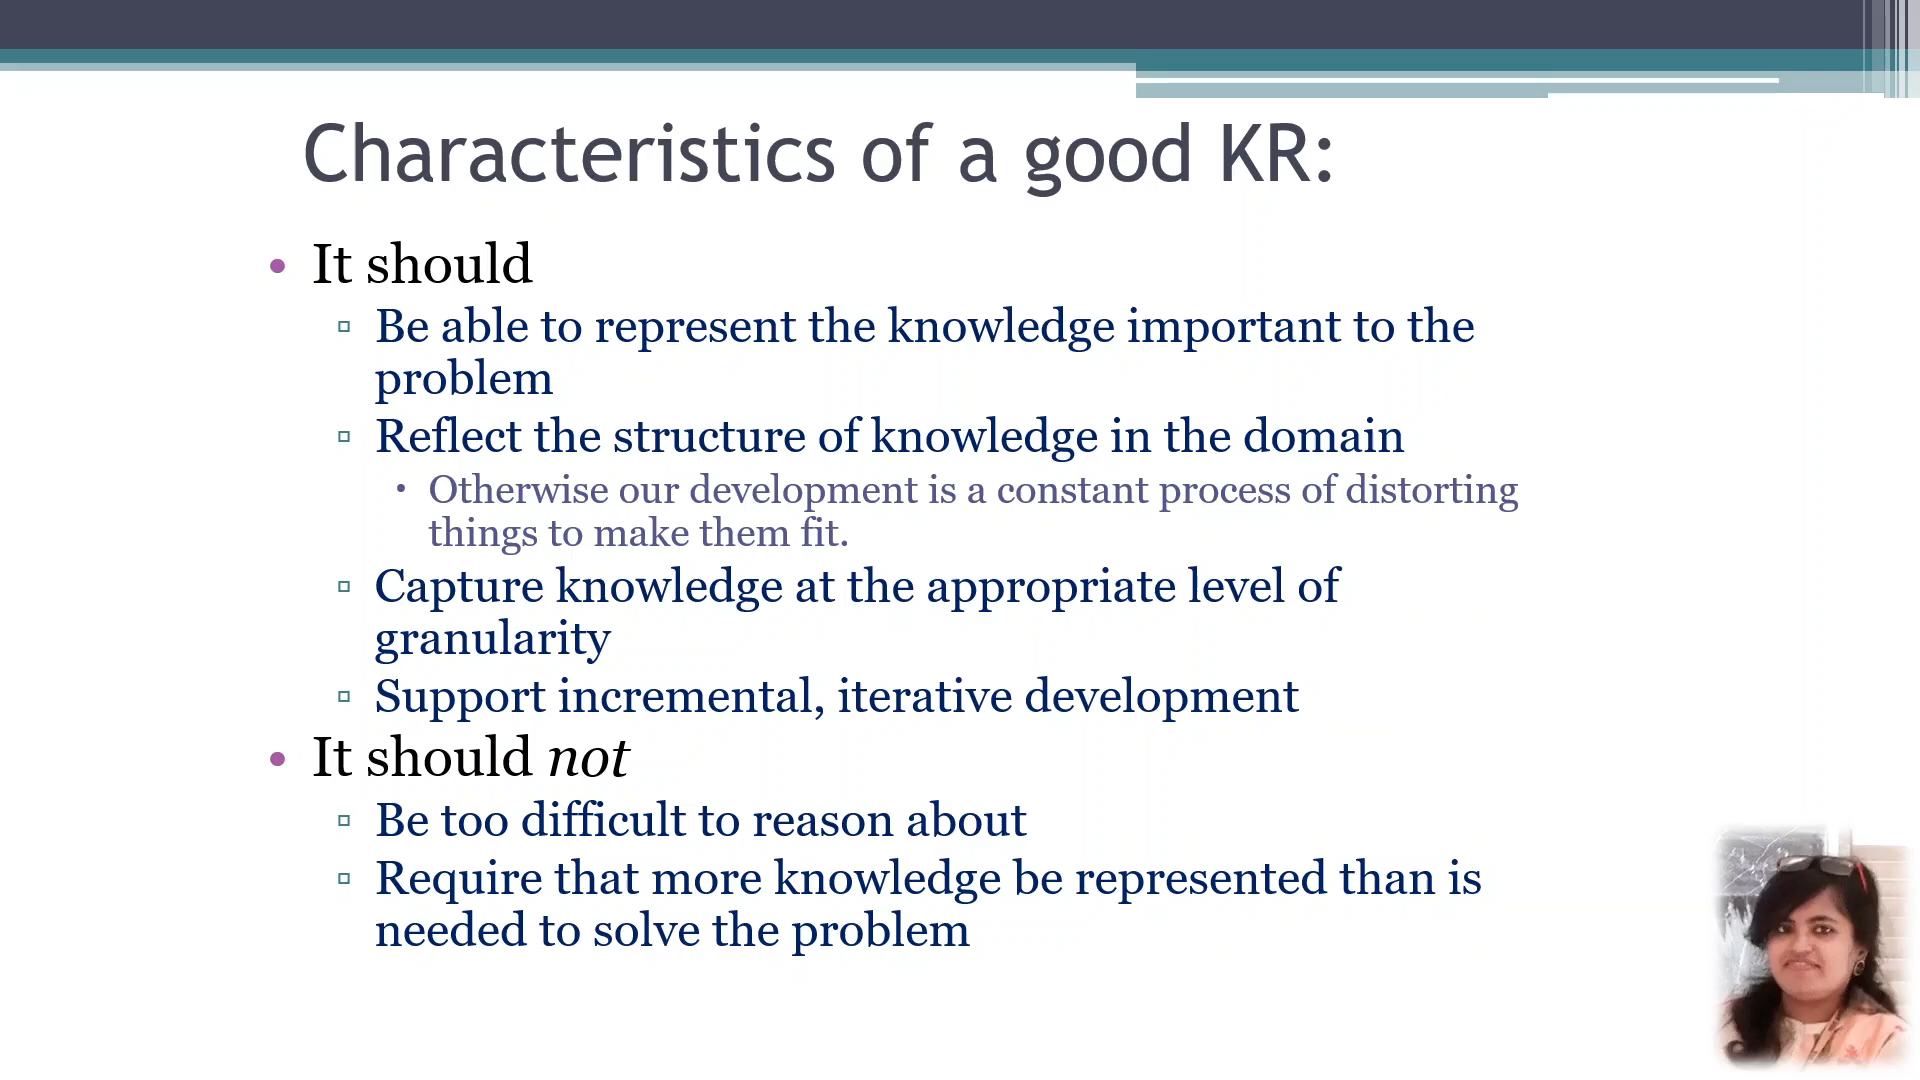 Characteristics of a good KR:
• It should
▫ Be able to represent the knowledge important to the
problem
▫ Reflect the structure of knowledge in the domain
• Otherwise our development is a constant process of distorting
things to make them fit.
▫ Capture knowledge at the appropriate level of
granularity
▫ Support incremental, iterative development
• It should not
▫ Be too difficult to reason about
▫ Require that more knowledge be represented than is
needed to solve the problem